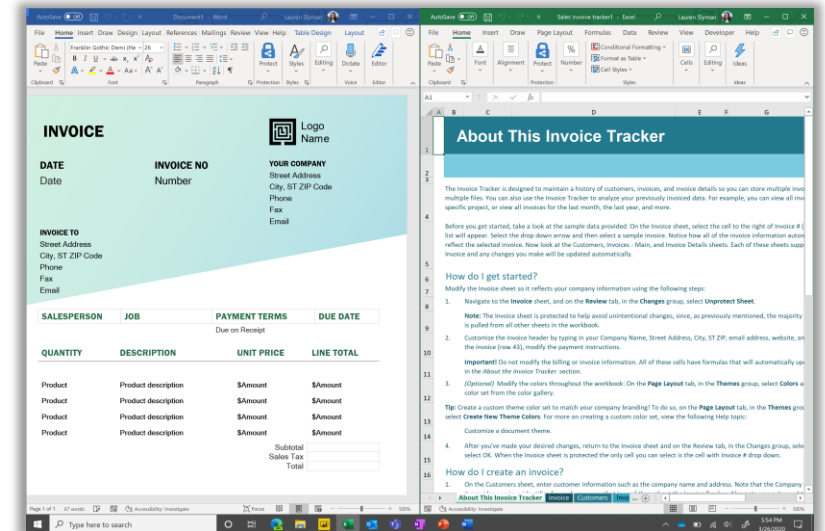 AutoSave Off Document1 - Word Lauren Slyman
File Home Insert Draw Design Layout References Mailings Review View Help Table Design Layout
Paste
Franklin Gothic Demi (He 26
B I U ab x₂ x² A
Protect Styles Editing Dictate Editor
Clipboard Font Paragraph Protection Styles Voice Editor
INVOICE
Logo
Name
DATE INVOICE NO YOUR COMPANY
Date Number Street Address
City, ST ZIP Code
Phone
Fax
Email
INVOICE TO
Street Address
City, ST ZIP Code
Phone
Fax
Email
SALESPERSON JOB PAYMENT TERMS DUE DATE
Due on Receipt
QUANTITY DESCRIPTION UNIT PRICE LINE TOTAL
Product Product description $Amount $Amount
Product Product description $Amount $Amount
Product Product description $Amount $Amount
Product Product description $Amount $Amount
Subtotal
Sales Tax
Total
Page 1 of 1 67 words Accessibility: Investigate Focus 100%
AutoSave Off Sales invoice tracker1 - Excel Lauren Slyman
File Home Insert Draw Page Layout Formulas Data Review View Developer Help
Paste Font Alignment Protect Number
Conditional Formatting
Format as Table
Cell Styles
Cells Editing Ideas
Clipboard Protection Styles Ideas
A1 fx
A B C D E F G
About This Invoice Tracker
The Invoice Tracker is designed to maintain a history of customers, invoices, and invoice details so you can store multiple invo
multiple files. You can also use the Invoice Tracker to analyze your previously invoiced data. For example, you can view all inv
specific project, or view all invoices for the last month, the last year, and more.
Before you get started, take a look at the sample data provided. On the Invoice sheet, select the cell to the right of Invoice # (
list will appear. Select the drop down arrow and then select a sample invoice. Notice how all of the invoice information autom
reflect the selected invoice. Now look at the Customers, Invoices - Main, and Invoice Details sheets. Each of these sheets supp
Invoice and any changes you make will be updated automatically.
How do I get started?
Modify the Invoice sheet so it reflects your company information using the following steps:
1. Navigate to the Invoice sheet, and on the Review tab, in the Changes group, select Unprotect Sheet.
Note: The Invoice sheet is protected to help avoid unintentional changes, since, as previously mentioned, the majority
is pulled from all other sheets in the workbook.
2. Customize the invoice header by typing in your Company Name, Street Address, City, ST ZIP, email address, website, an
the invoice (row 43), modify the payment instructions.
Important! Do not modify the billing or invoice information. All of these cells have formulas that will automatically up
in the About the Invoice Tracker section.
3. (Optional) Modify the colors throughout the workbook: On the Page Layout tab, in the Themes group, select Colors a
color set from the color gallery.
Tip: Create a custom theme color set to match your company branding! To do so, on the Page Layout tab, in the Themes grou
select Create New Theme Colors. For more on creating a custom color set, view the following Help topic:
Customize a document theme.
4. After you've made your desired changes, return to the Invoice sheet and on the Review tab, in the Changes group, sele
select OK. When the Invoice sheet is protected the only cell you can select is the cell with Invoice # drop down.
How do I create an invoice?
1. On the Customers sheet, enter customer information such as the company name and address. Note that the Company
About This Invoice Tracker Invoice Customers Invo
Accessibility: Investigate 100%
Type here to search
5:54 PM
3/26/2020